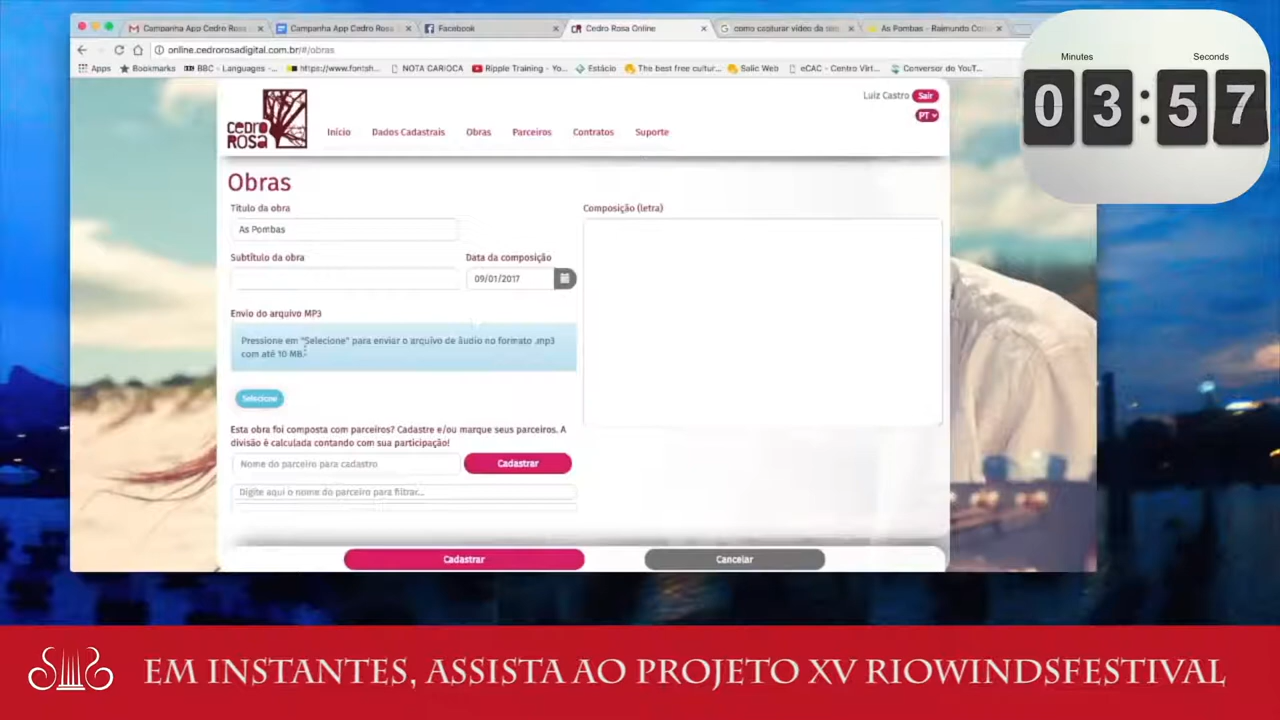 Campanha App Cedro Rosa
Campanha App Cedro Rosa
Facebook
Cedro Rosa Online
como capturar vídeo da tela
As Pombas - Raimundo Co
online.cedrorosadigital.com.br/#/obras
Apps
Bookmarks
BBC - Languages -...
https://www.fontsh...
NOTA CARIOCA
Ripple Training - Yo...
Estácio
The best free cultur...
Salic Web
eCAC - Centro Virt...
Conversor do YouT...
Minutes
Seconds
03:57
CEDRO
ROSA
Luiz Castro
Sair
PT
Início
Dados Cadastrais
Obras
Parceiros
Contratos
Suporte
Obras
Título da obra
As Pombas
Subtítulo da obra
Data da composição
09/01/2017
Envio do arquivo MP3
Pressione em "Selecione" para enviar o arquivo de áudio no formato .mp3
com até 10 MB.
Selecione
Esta obra foi composta com parceiros? Cadastre e/ou marque seus parceiros. A
divisão é calculada contando com sua participação!
Nome do parceiro para cadastro
Cadastrar
Digite aqui o nome do parceiro para filtrar...
Composição (letra)
Cadastrar
Cancelar
EM INSTANTES, ASSISTA AO PROJETO XV RIOWINDSFESTIVAL